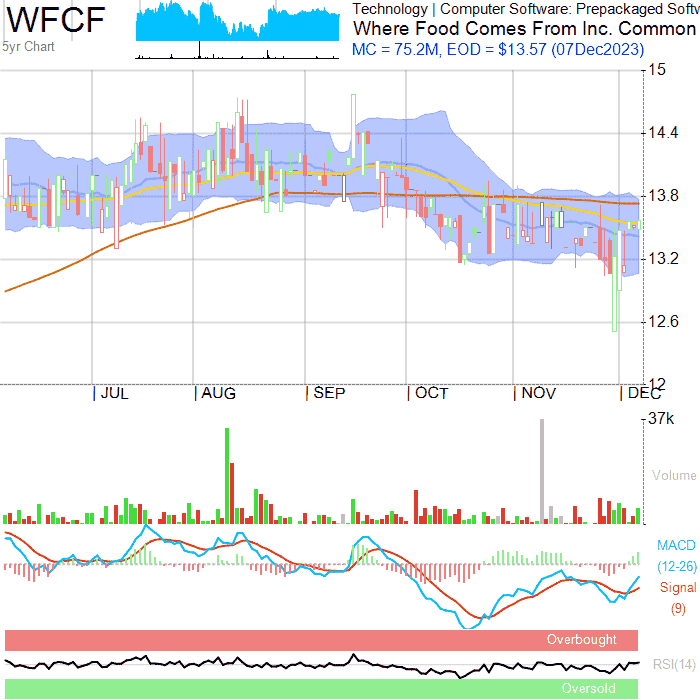 WFCF
5yr Chart
Technology | Computer Software: Prepackaged Softw
Where Food Comes From Inc. Common
MC = 75.2M, EOD = $13.57 (07Dec2023)
15
14.4
13.8
13.2
12.6
12
JUL
AUG
SEP
OCT
NOV
DEC
37k
Volume
MACD
(12-26)
Signal
(9)
Overbought
RSI(14)
Oversold